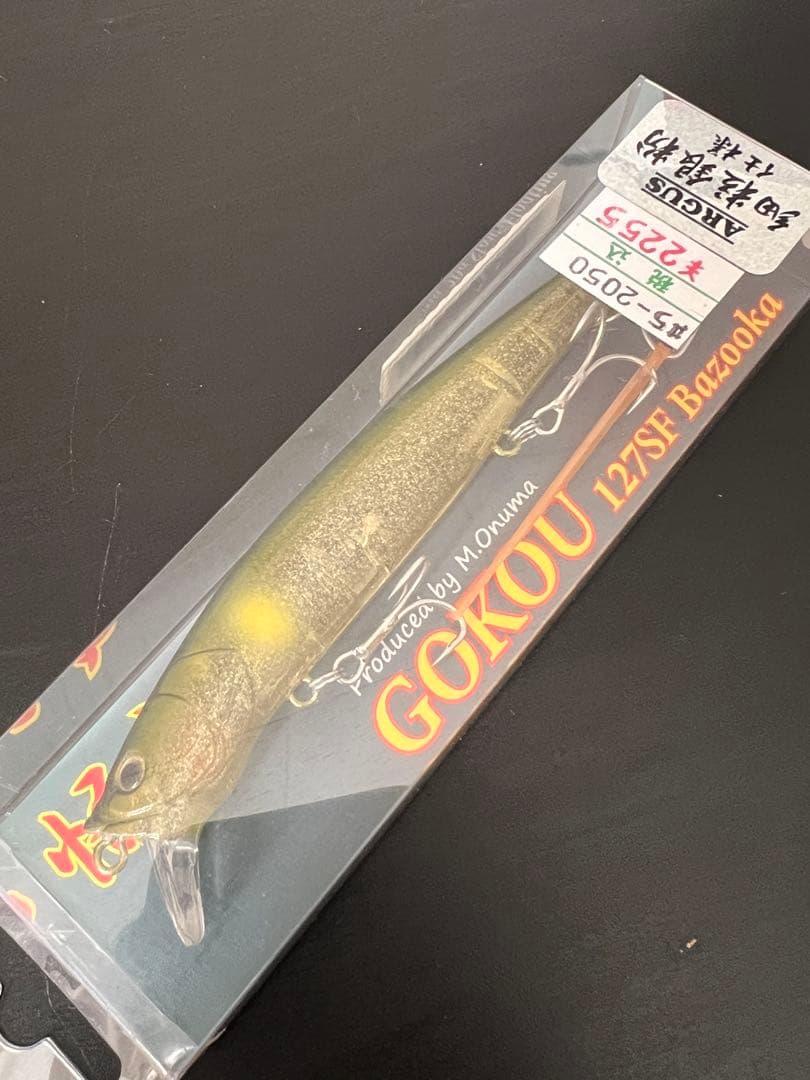 ARGUS
細粒銀粉
仕様
#5-2050
税込
¥2255
Produced by M.Onuma
GOKOU 127SF Bazooka